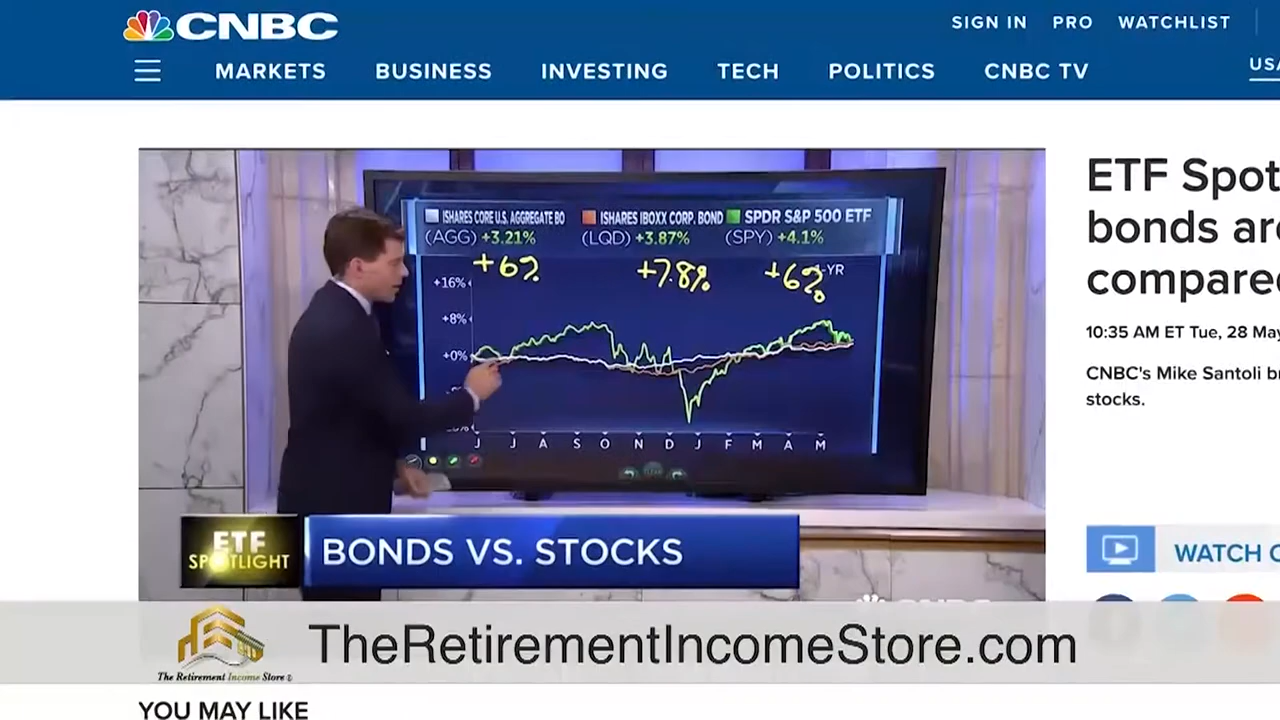 CNBC
SIGN IN PRO WATCHLIST
MARKETS BUSINESS INVESTING TECH POLITICS CNBC TV
USA
ETF Spot
bonds are
compared
10:35 AM ET Tue, 28 May
CNBC's Mike Santoli br
stocks.
ISHARES CORE U.S. AGGREGATE BO ISHARES IBOXX CORP. BOND SPDR S&P 500 ETF
(AGG) +3.21% (LQD) +3.87% (SPY) +4.1%
+6% +7.8% +6%
-YR
+16%
+8%
+0%
J J A S O N D J F M A M
ETF
SPOTLIGHT
BONDS VS. STOCKS
WATCH
The Retirement Income Store
TheRetirementIncomeStore.com
YOU MAY LIKE